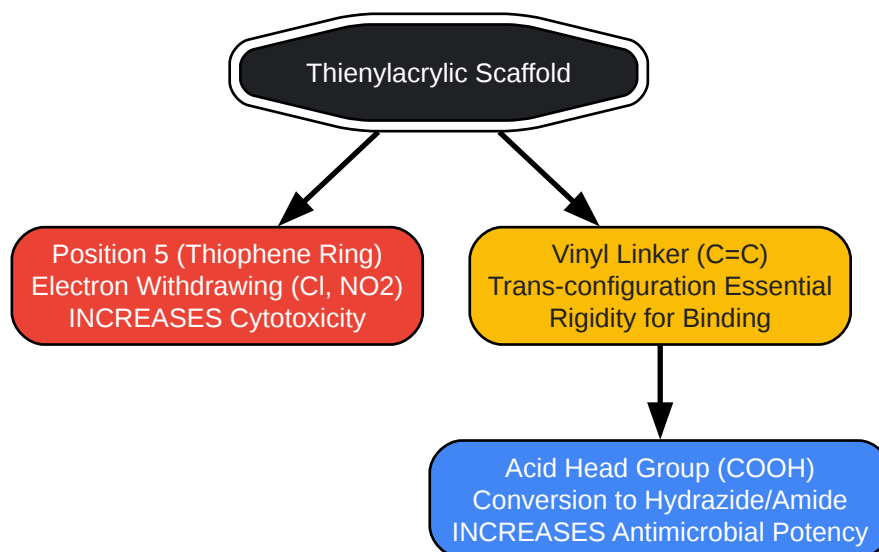 Thienylacrylic Scaffold
Position 5 (Thiophene Ring)
Electron Withdrawing (Cl, NO2)
INCREASES Cytotoxicity
Vinyl Linker (C=C)
Trans-configuration Essential
Rigidity for Binding
Acid Head Group (COOH)
Conversion to Hydrazide/Amide
INCREASES Antimicrobial Potency